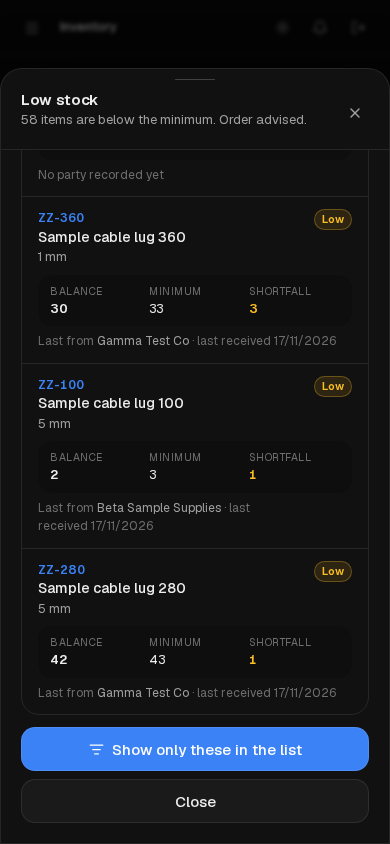 Inventory
Low stock
58 items are below the minimum. Order advised.
No party recorded yet
ZZ-360
Low
Sample cable lug 360
1 mm
BALANCE MINIMUM SHORTFALL
30 33 3
Last from Gamma Test Co · last received 17/11/2026
ZZ-100
Low
Sample cable lug 100
5 mm
BALANCE MINIMUM SHORTFALL
2 3 1
Last from Beta Sample Supplies · last
received 17/11/2026
ZZ-280
Low
Sample cable lug 280
5 mm
BALANCE MINIMUM SHORTFALL
42 43 1
Last from Gamma Test Co · last received 17/11/2026
Show only these in the list
Close